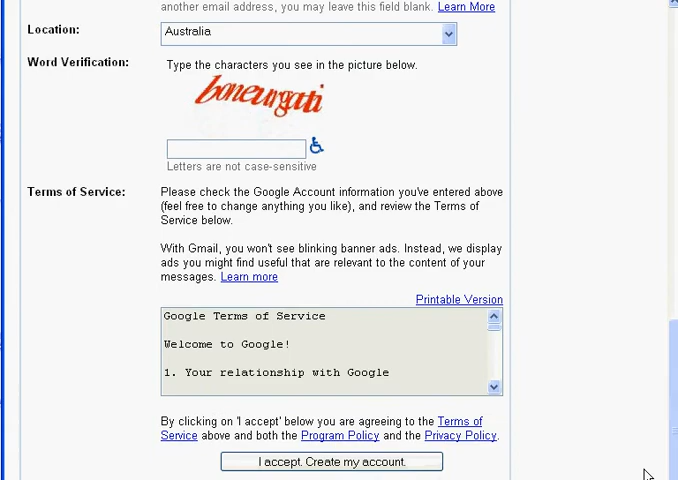 another email address, you may leave this field blank. Learn More
Location:
Australia
Word Verification:
Type the characters you see in the picture below.
boneurgati
Letters are not case-sensitive
Terms of Service:
Please check the Google Account information you've entered above
(feel free to change anything you like), and review the Terms of
Service below.
With Gmail, you won't see blinking banner ads. Instead, we display
ads you might find useful that are relevant to the content of your
messages. Learn more
Printable Version
Google Terms of Service
Welcome to Google!
1. Your relationship with Google
By clicking on 'I accept' below you are agreeing to the Terms of
Service above and both the Program Policy and the Privacy Policy.
I accept. Create my account.